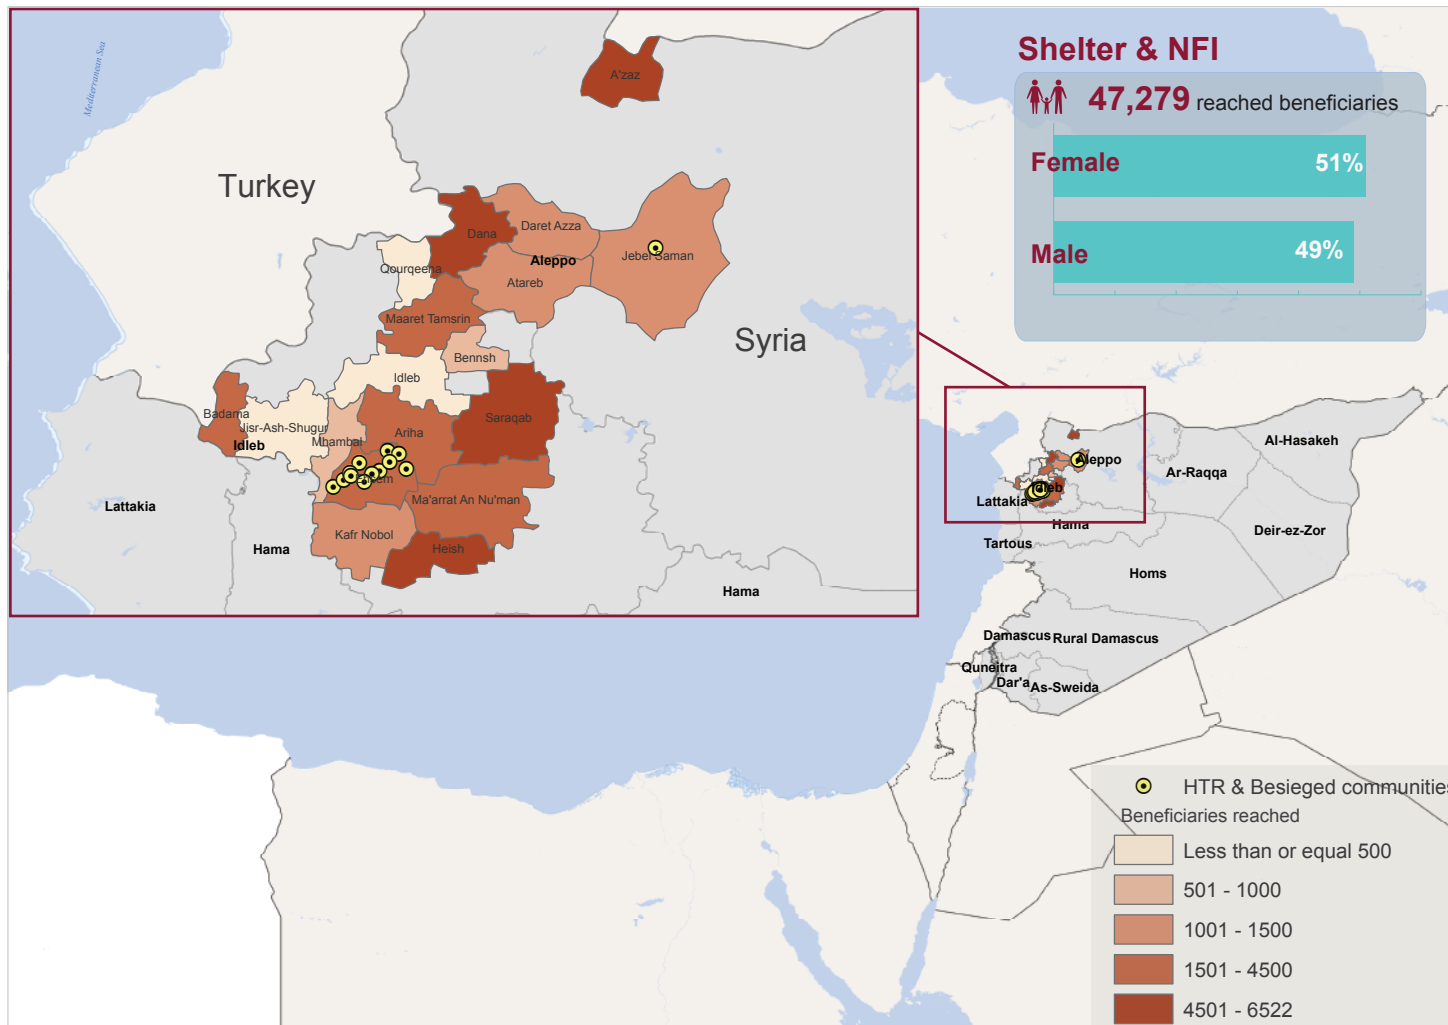 Mediterranean Sea
A'zaz
Turkey
Dana
Daret Azza
Qourqeena
Aleppo
Jebel Saman
Atareb
Maaret Tamsrin
Syria
Bennsh
Idleb
Badama
Jisr-Ash-Shugur
Saraqab
Mhambal
Ariha
Idleb
Ma'arrat An Nu'man
Lattakia
Kafr Nobol
Hama
Heish
Hama
Shelter & NFI
47,279 reached beneficiaries
Female
51%
Male
49%
Al-Hasakeh
Aleppo
Ar-Raqqa
Idleb
Lattakia
Hama
Deir-ez-Zor
Tartous
Homs
Damascus
Rural Damascus
Quneitra
Dar'a
As-Sweida
HTR & Besieged communities
Beneficiaries reached
Less than or equal 500
501 - 1000
1001 - 1500
1501 - 4500
4501 - 6522